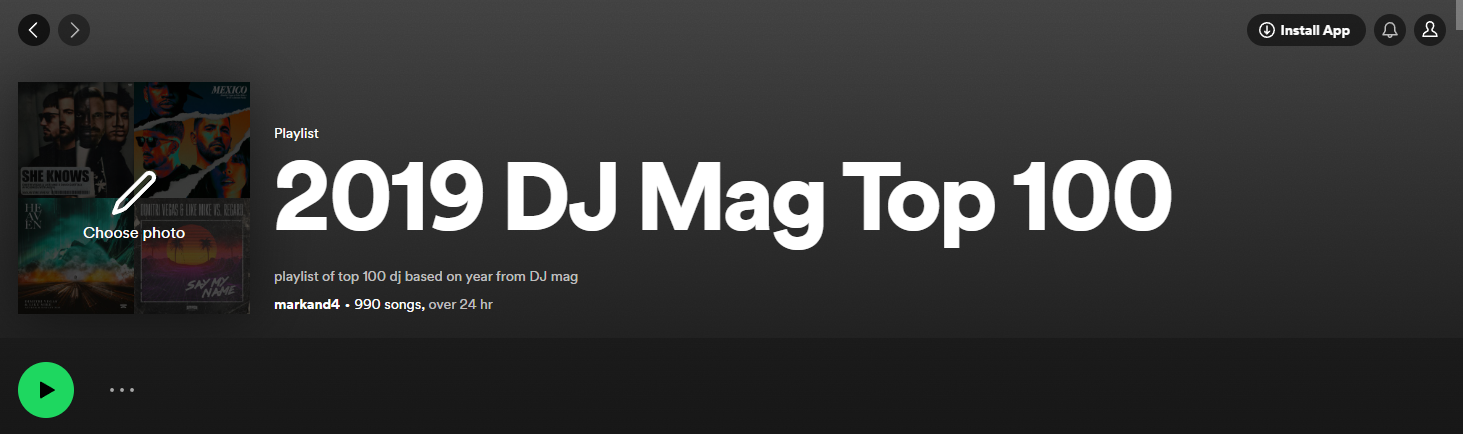 Install App
MEXICO
SHE KNOWS
HEAVEN
DIMITRI VEGAS & LIKE MIKE VS. REGARD
SAY MY
NAME
Choose photo
Playlist
2019 DJ Mag Top 100
playlist of top 100 dj based on year from DJ mag
markand4 • 990 songs, over 24 hr